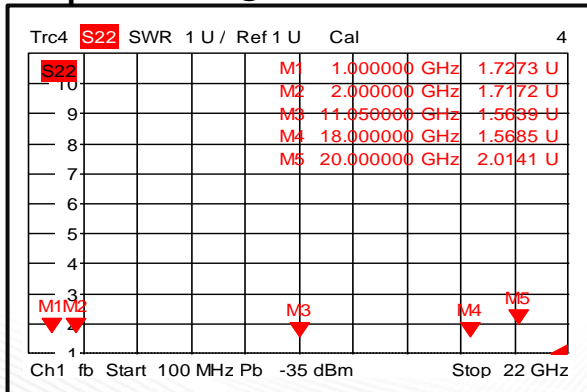 Trc4 S22 SWR 1 U / Ref 1 U Cal 4
S22
M1 1.000000 GHz 1.7273 U
M2 2.000000 GHz 1.7172 U
M3 11.050000 GHz 1.5639 U
M4 18.000000 GHz 1.5685 U
M5 20.000000 GHz 2.0141 U
10
9
8
7
6
5
4
3
2
1
M1 M2 M3 M4 M5
Ch1 fb Start 100 MHz Pb -35 dBm Stop 22 GHz